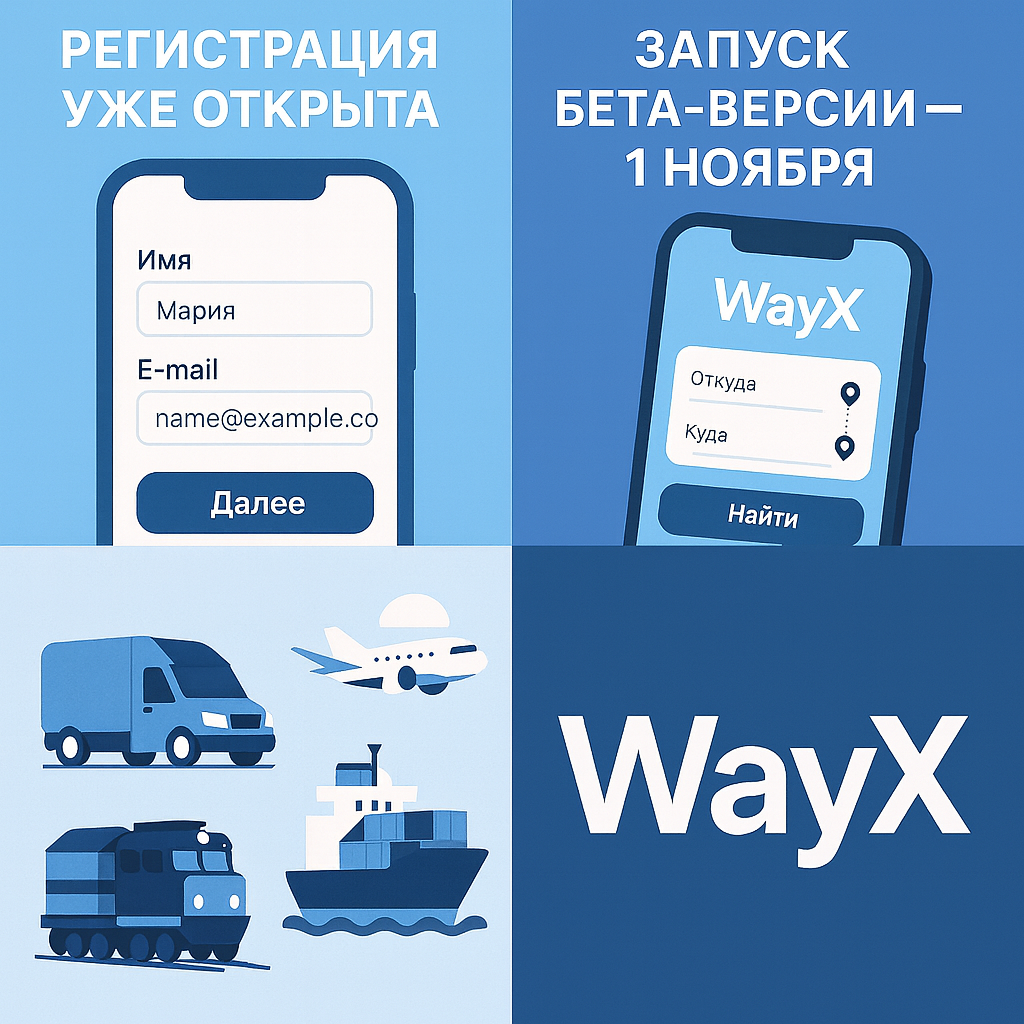 РЕГИСТРАЦИЯ
УЖЕ ОТКРЫТА
Имя
Мария
E-mail
name@example.co
Далее
ЗАПУСК
БЕТА-ВЕРСИИ —
1 НОЯБРЯ
WayX
Откуда
Куда
Найти
WayX